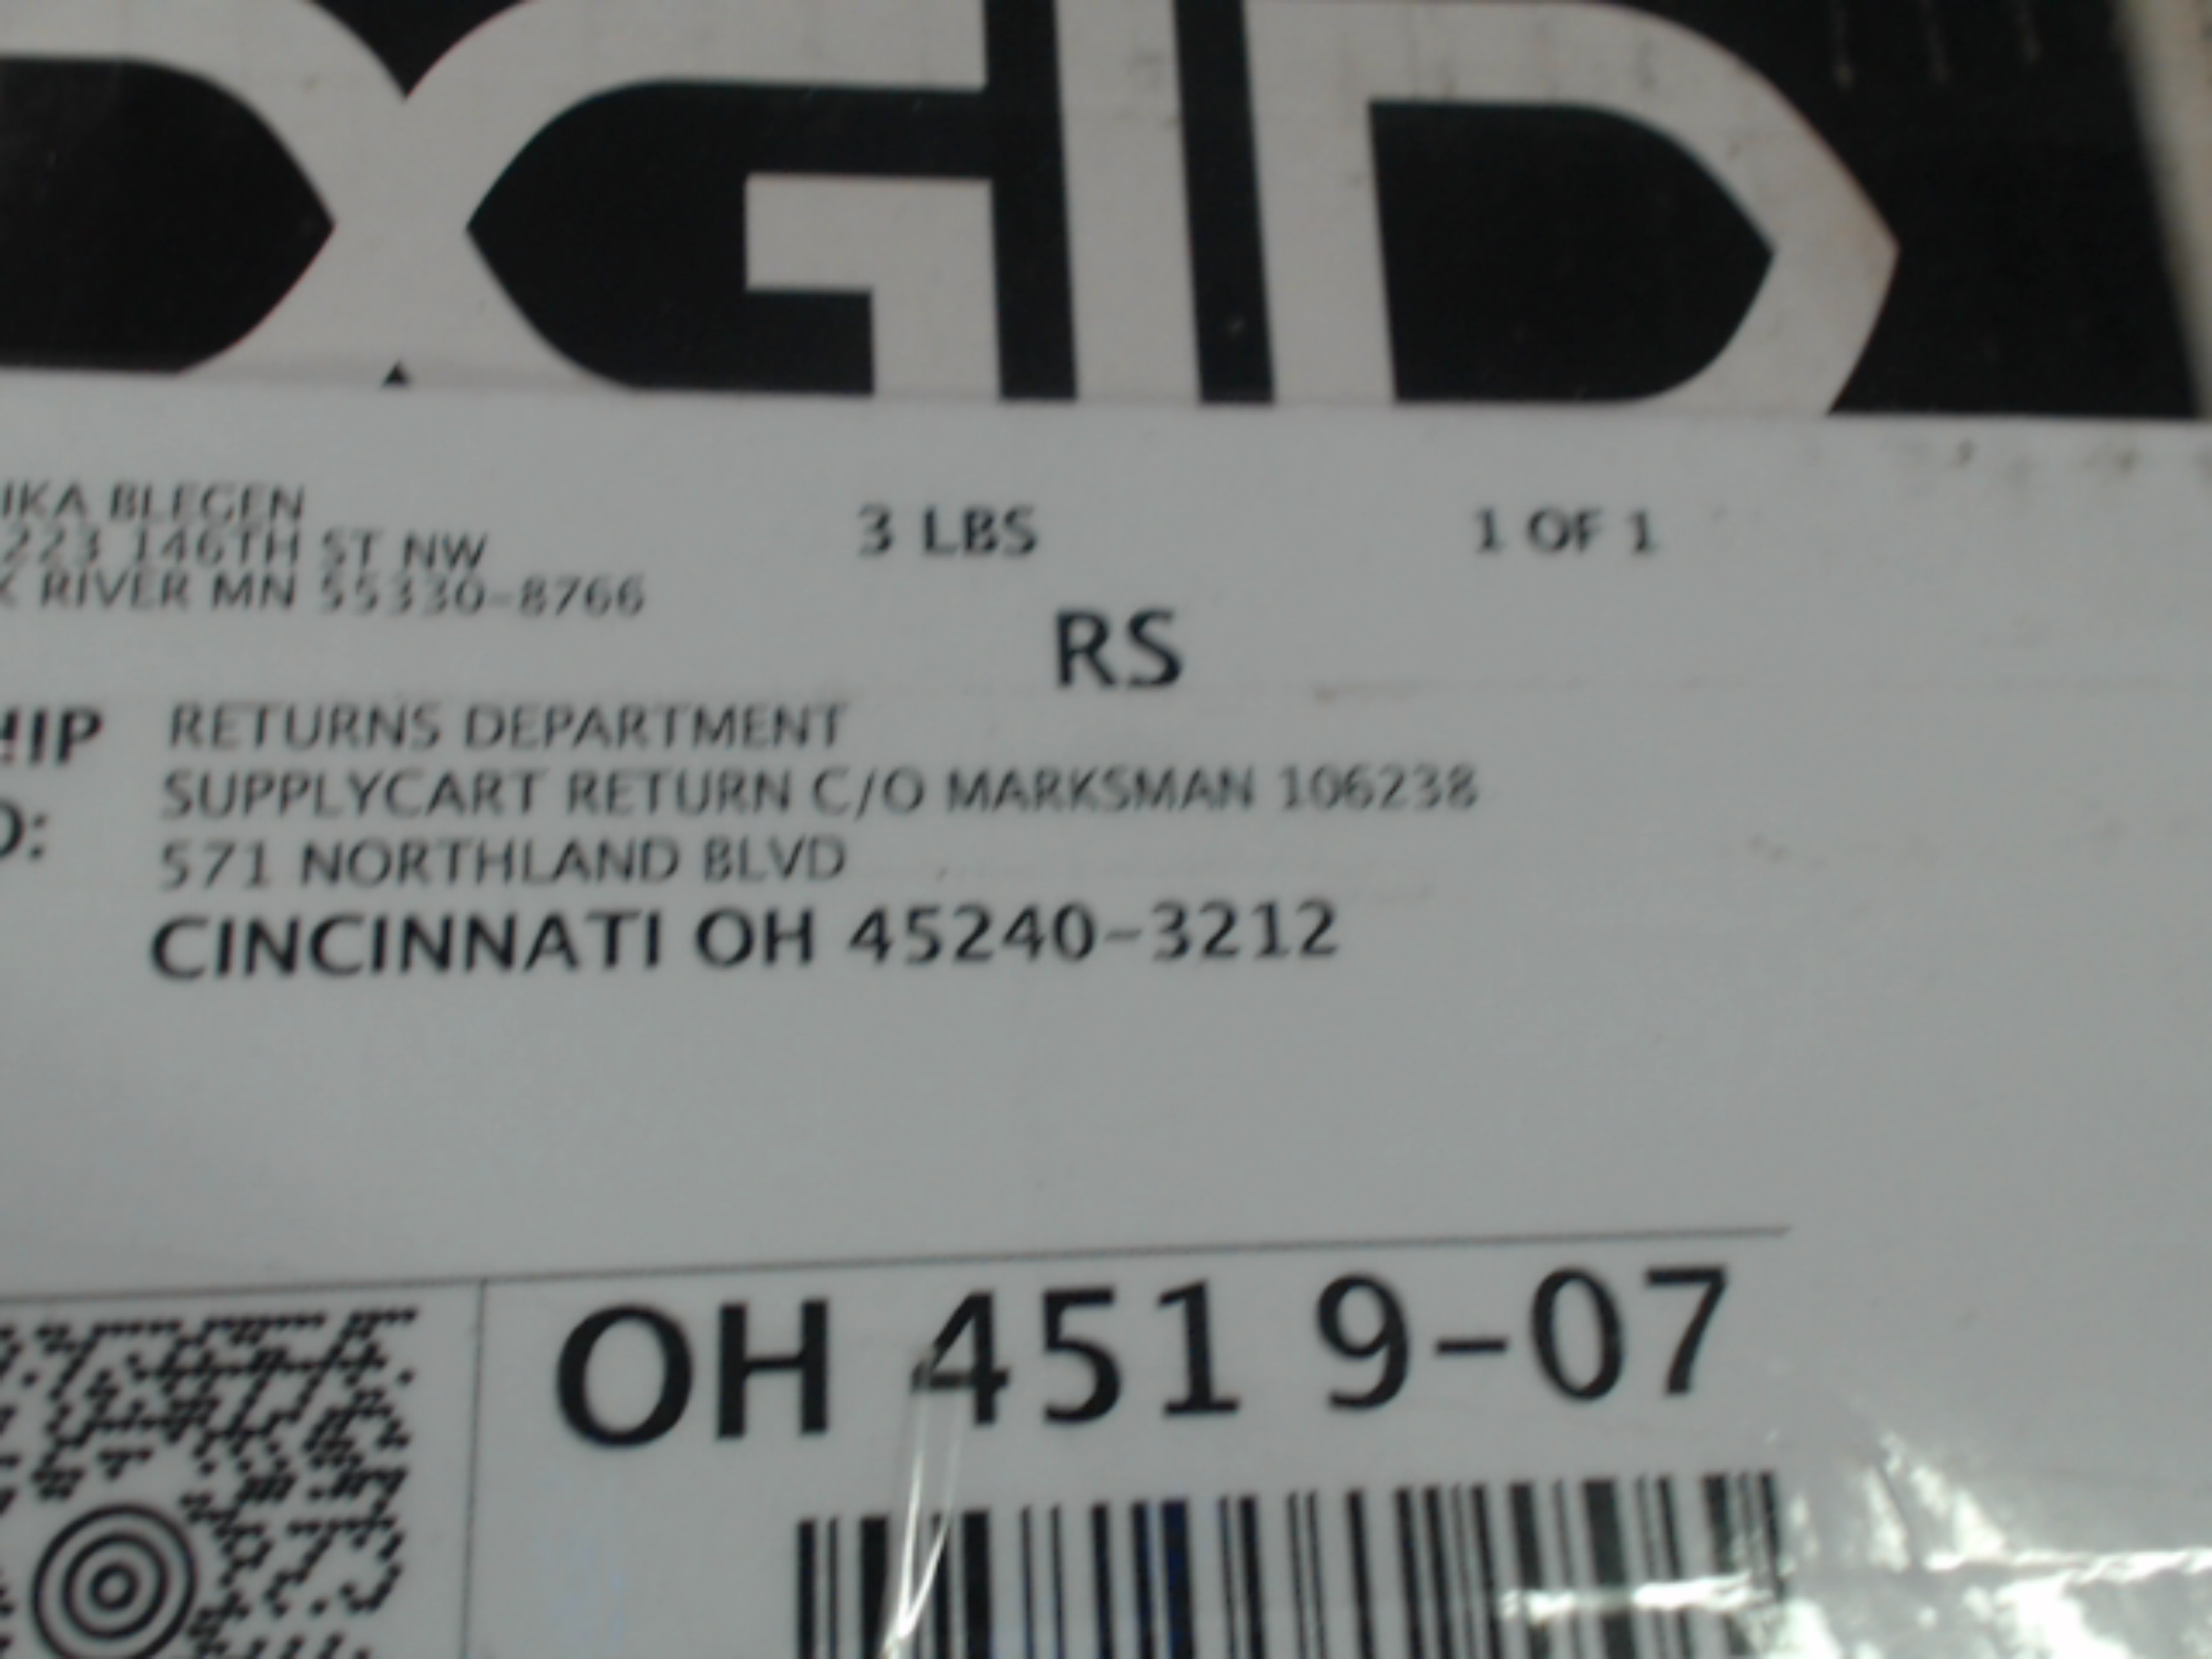 GID
IKA BLEGEN
223 146TH ST NW
K RIVER MN 55330-8766
3 LBS
1 OF 1
RS
HIP
O:
RETURNS DEPARTMENT
SUPPLYCART RETURN C/O MARKSMAN 106238
571 NORTHLAND BLVD
CINCINNATI OH 45240-3212
OH 451 9-07